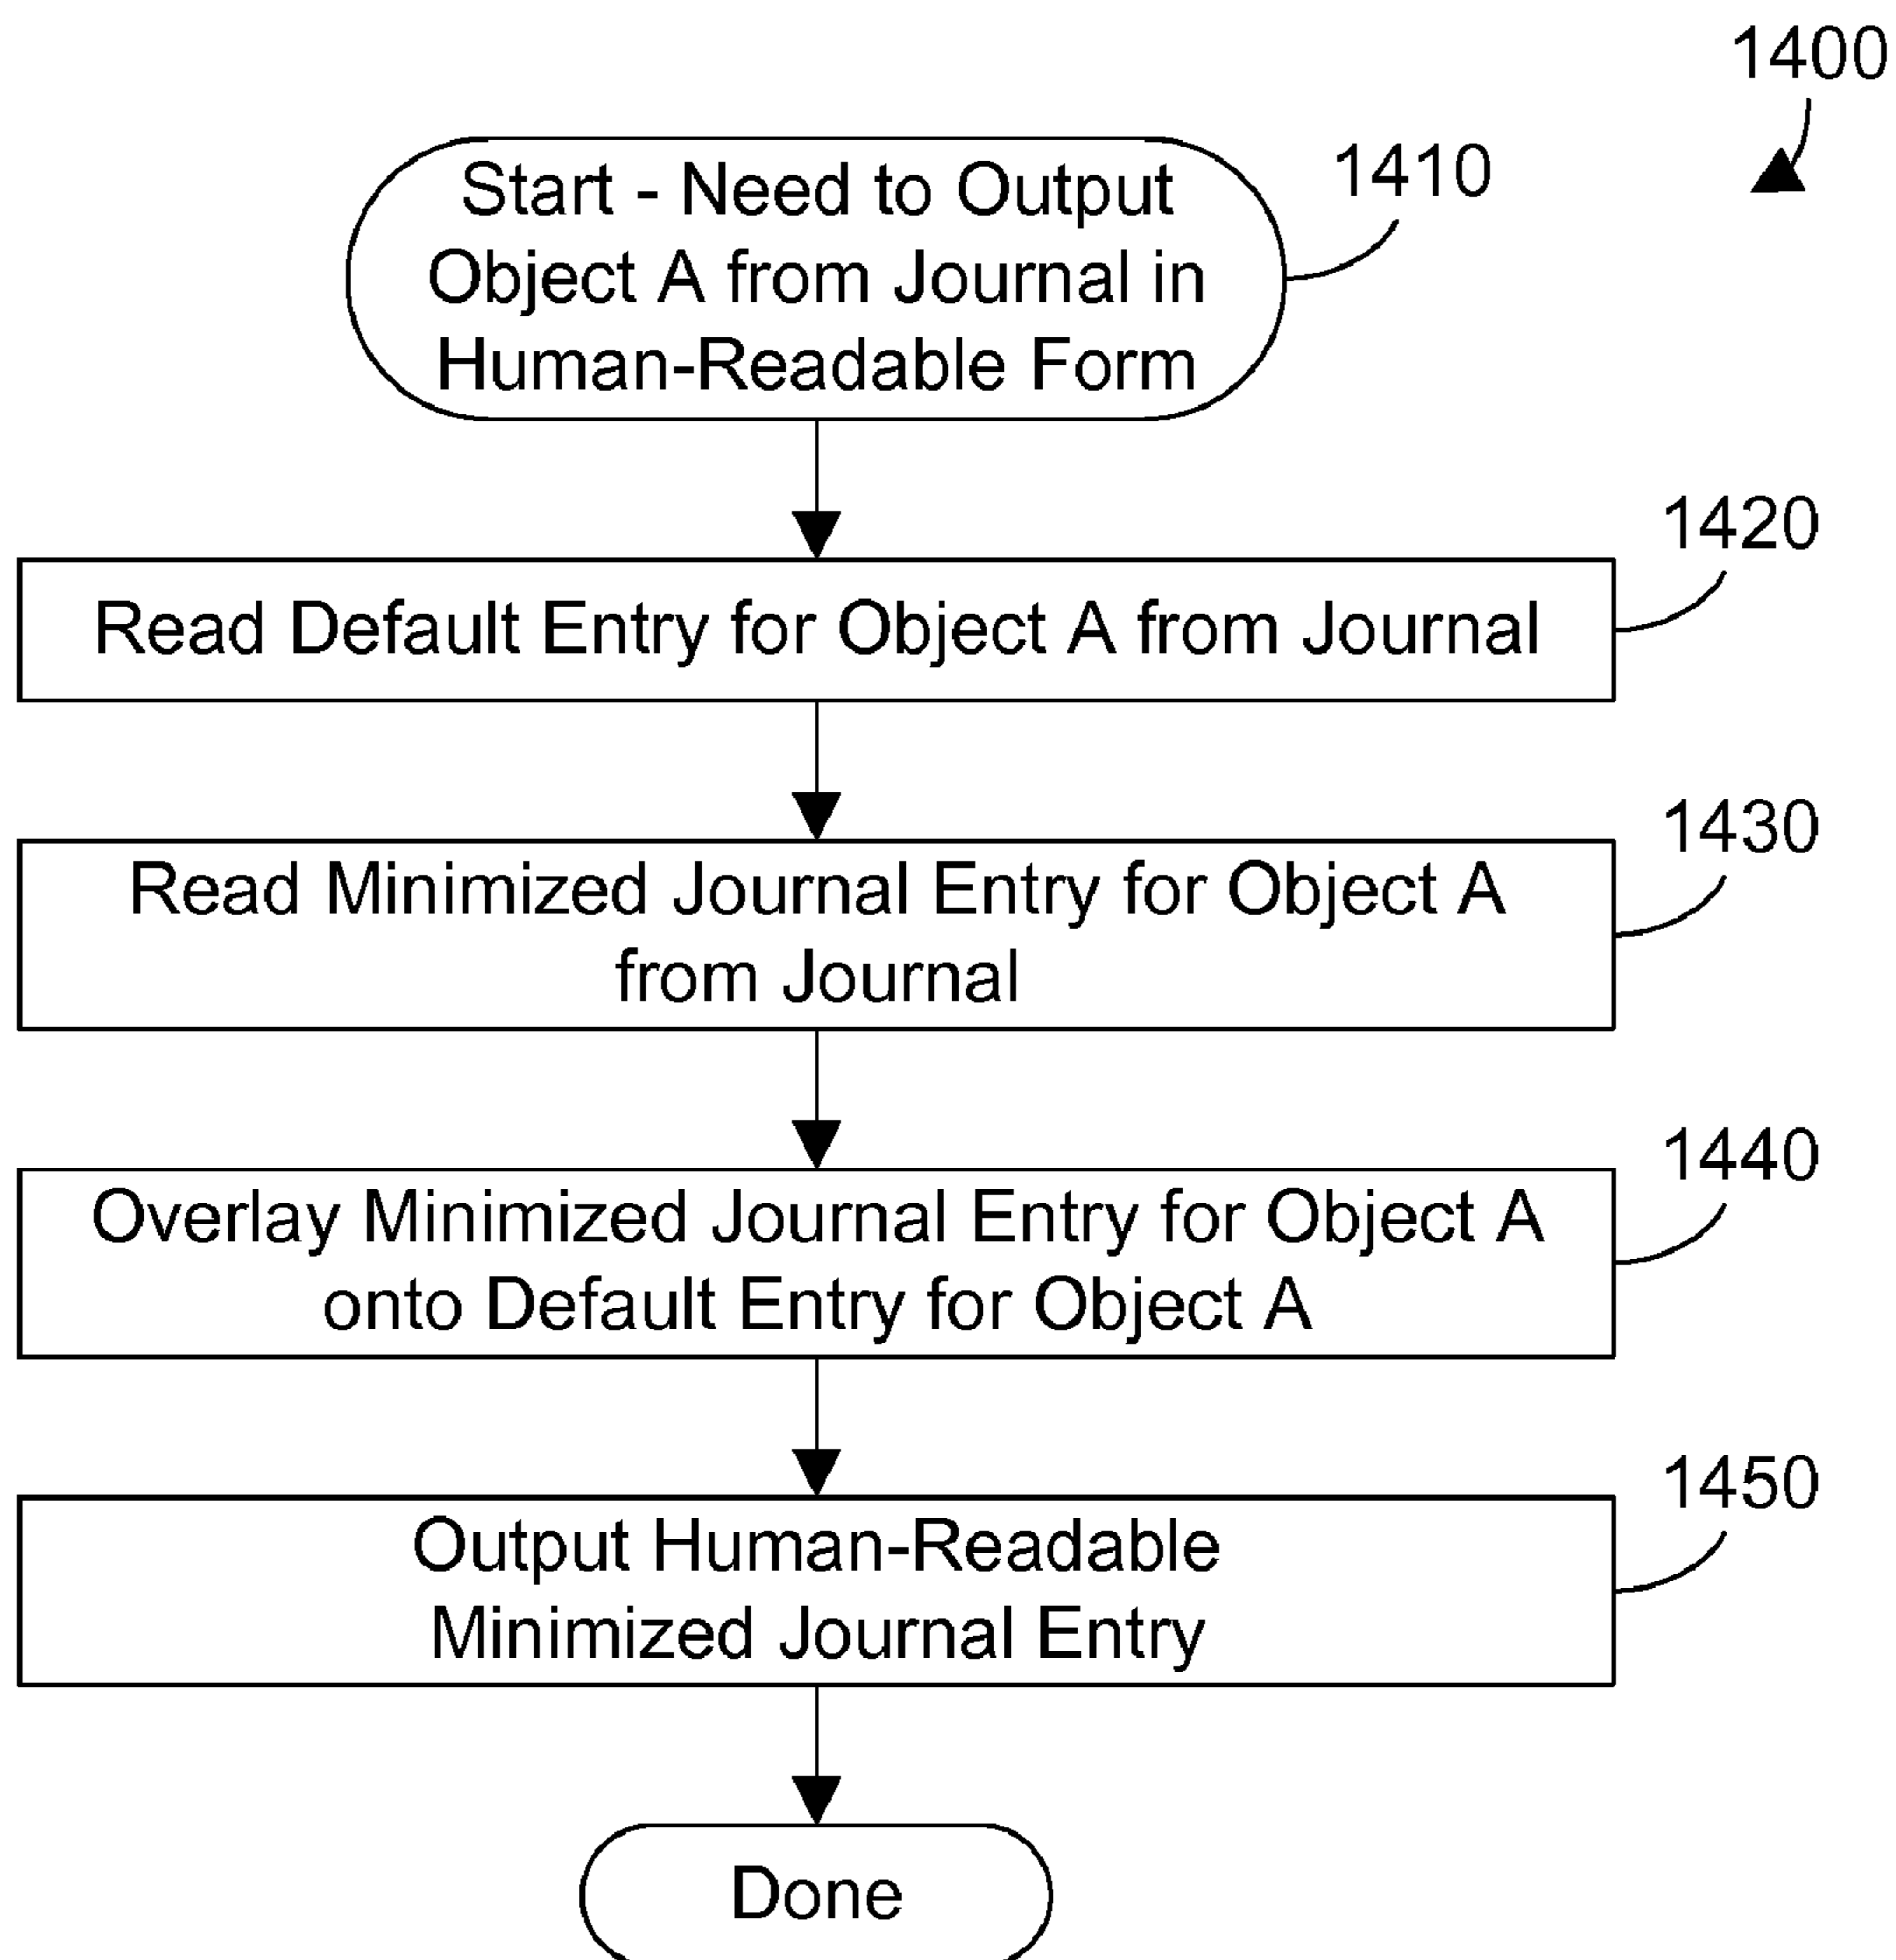 1400
1410
Start - Need to Output
Object A from Journal in
Human-Readable Form
1420
Read Default Entry for Object A from Journal
1430
Read Minimized Journal Entry for Object A
from Journal
1440
Overlay Minimized Journal Entry for Object A
onto Default Entry for Object A
1450
Output Human-Readable
Minimized Journal Entry
Done